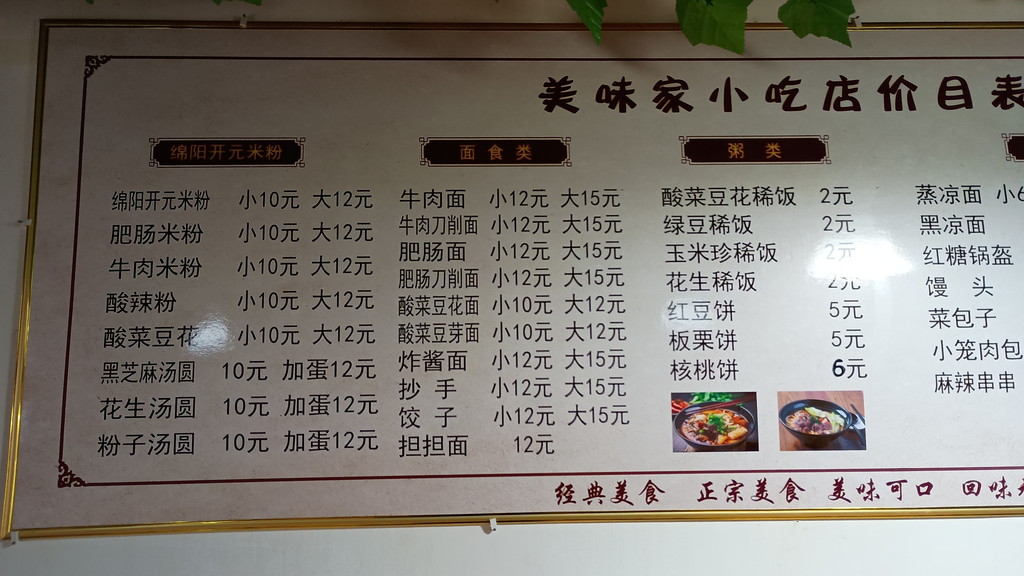 美味家小吃店价目表
绵阳开元米粉
绵阳开元米粉 小10元 大12元
肥肠米粉 小10元 大12元
牛肉米粉 小10元 大12元
酸辣粉 小10元 大12元
酸菜豆花 小10元 大12元
黑芝麻汤圆 10元 加蛋12元
花生汤圆 10元 加蛋12元
粉子汤圆 10元 加蛋12元
面食类
牛肉面 小12元 大15元
牛肉刀削面 小12元 大15元
肥肠面 小12元 大15元
肥肠刀削面 小12元 大15元
酸菜豆花面 小10元 大12元
酸菜豆芽面 小10元 大12元
炸酱面 小12元 大15元
抄 手 小12元 大15元
饺 子 小12元 大15元
担担面 12元
粥 类
酸菜豆花稀饭 2元
绿豆稀饭 2元
玉米珍稀饭 2元
花生稀饭 2元
红豆饼 5元
板栗饼 5元
核桃饼 6元
蒸凉面 小6
黑凉面
红糖锅盔
馒 头
菜包子
小笼肉包
麻辣串串
经典美食 正宗美食 美味可口 回味